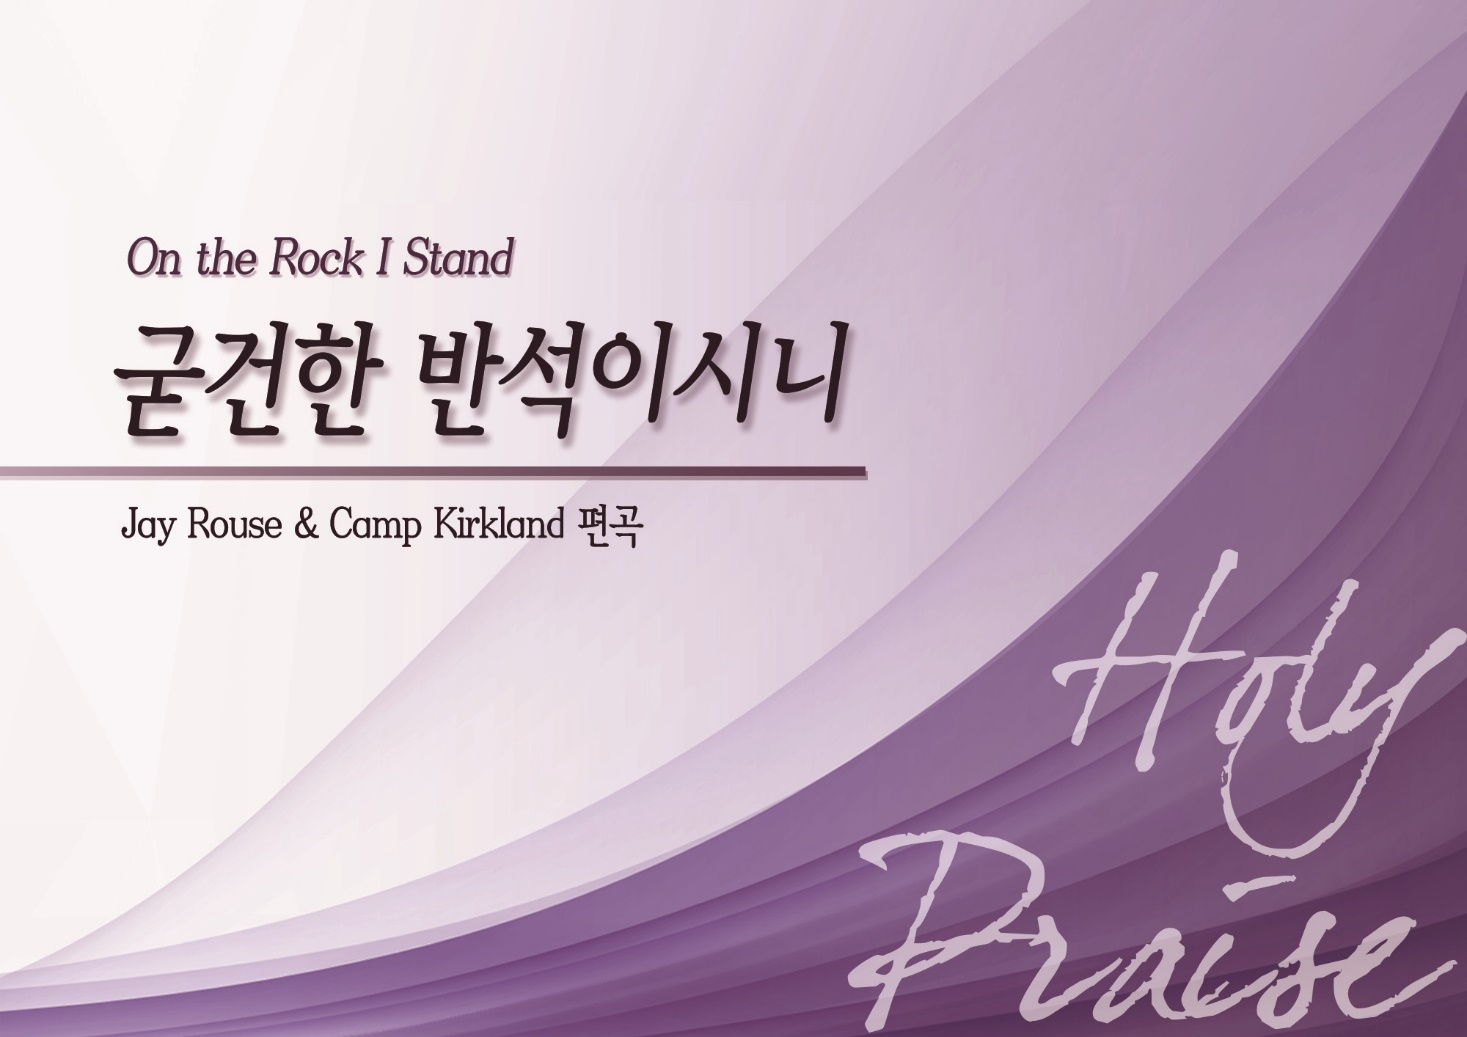 On the Rock I Stand
굳건한 반석이시니
Jay Rouse & Camp Kirkland 편곡
Holy
Praise